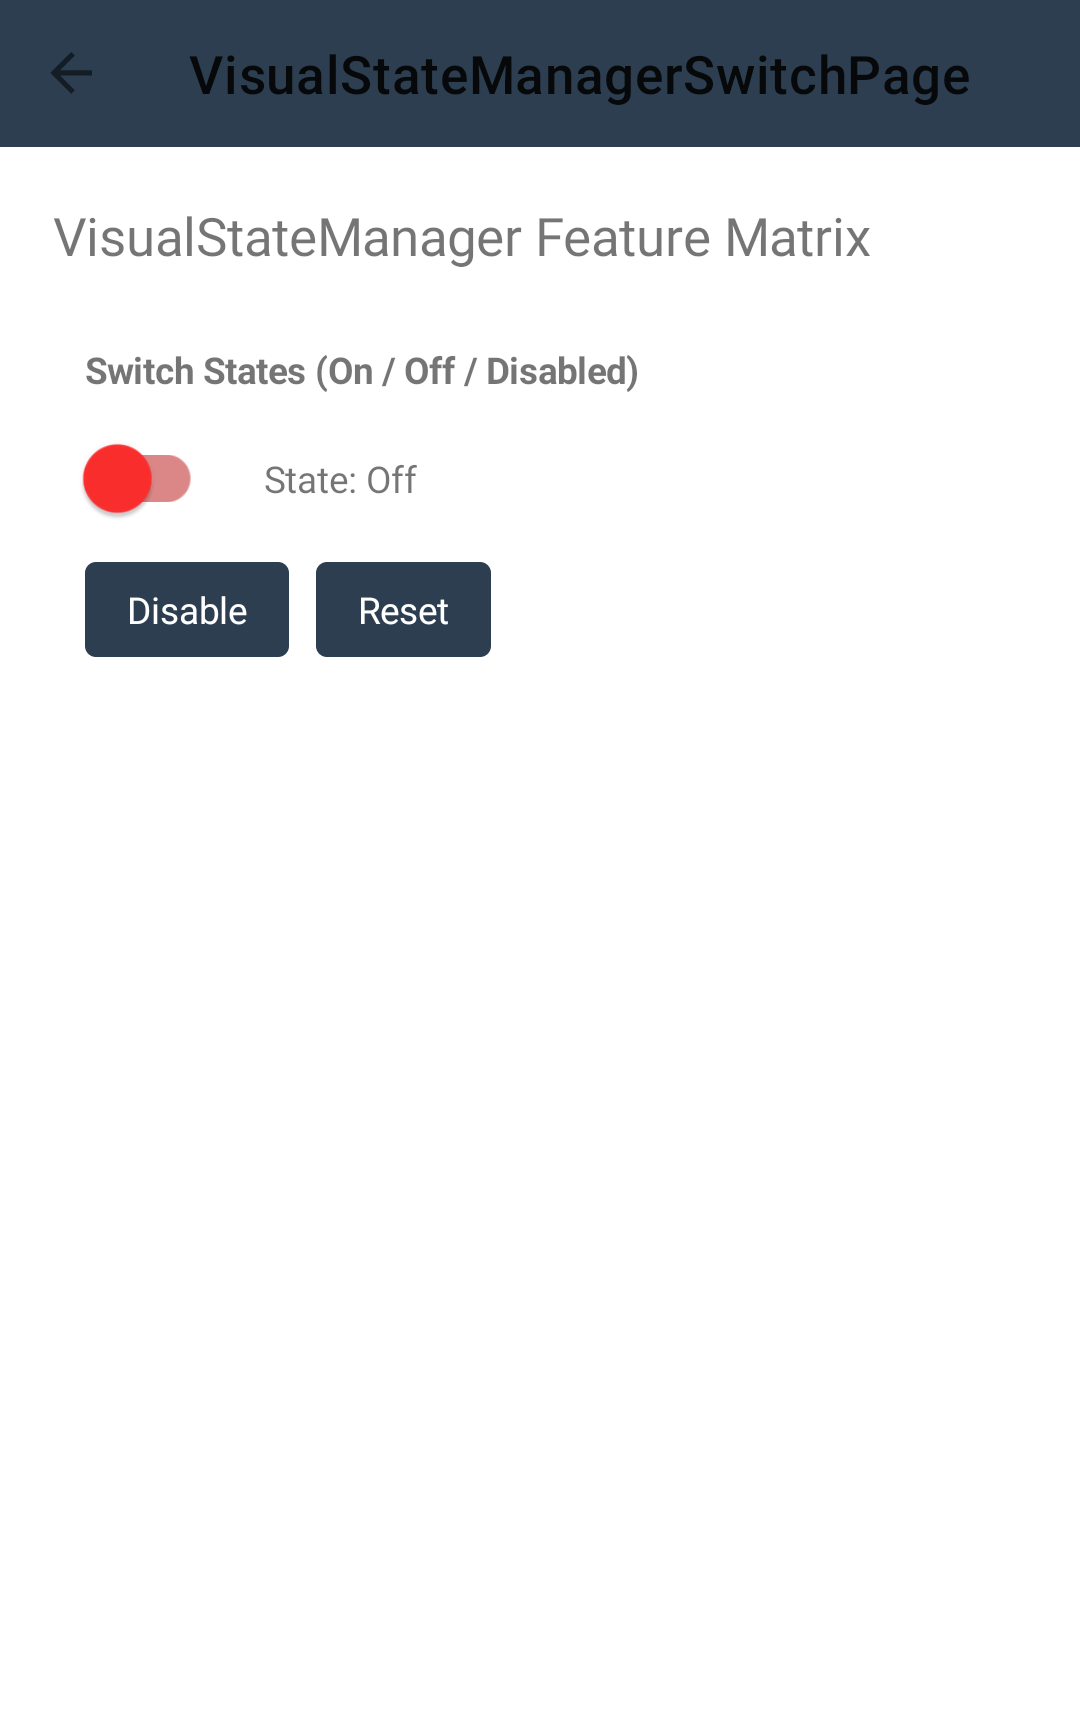 VisualStateManagerSwitchPage
VisualStateManager Feature Matrix
Switch States (On / Off / Disabled)
State: Off
Disable
Reset